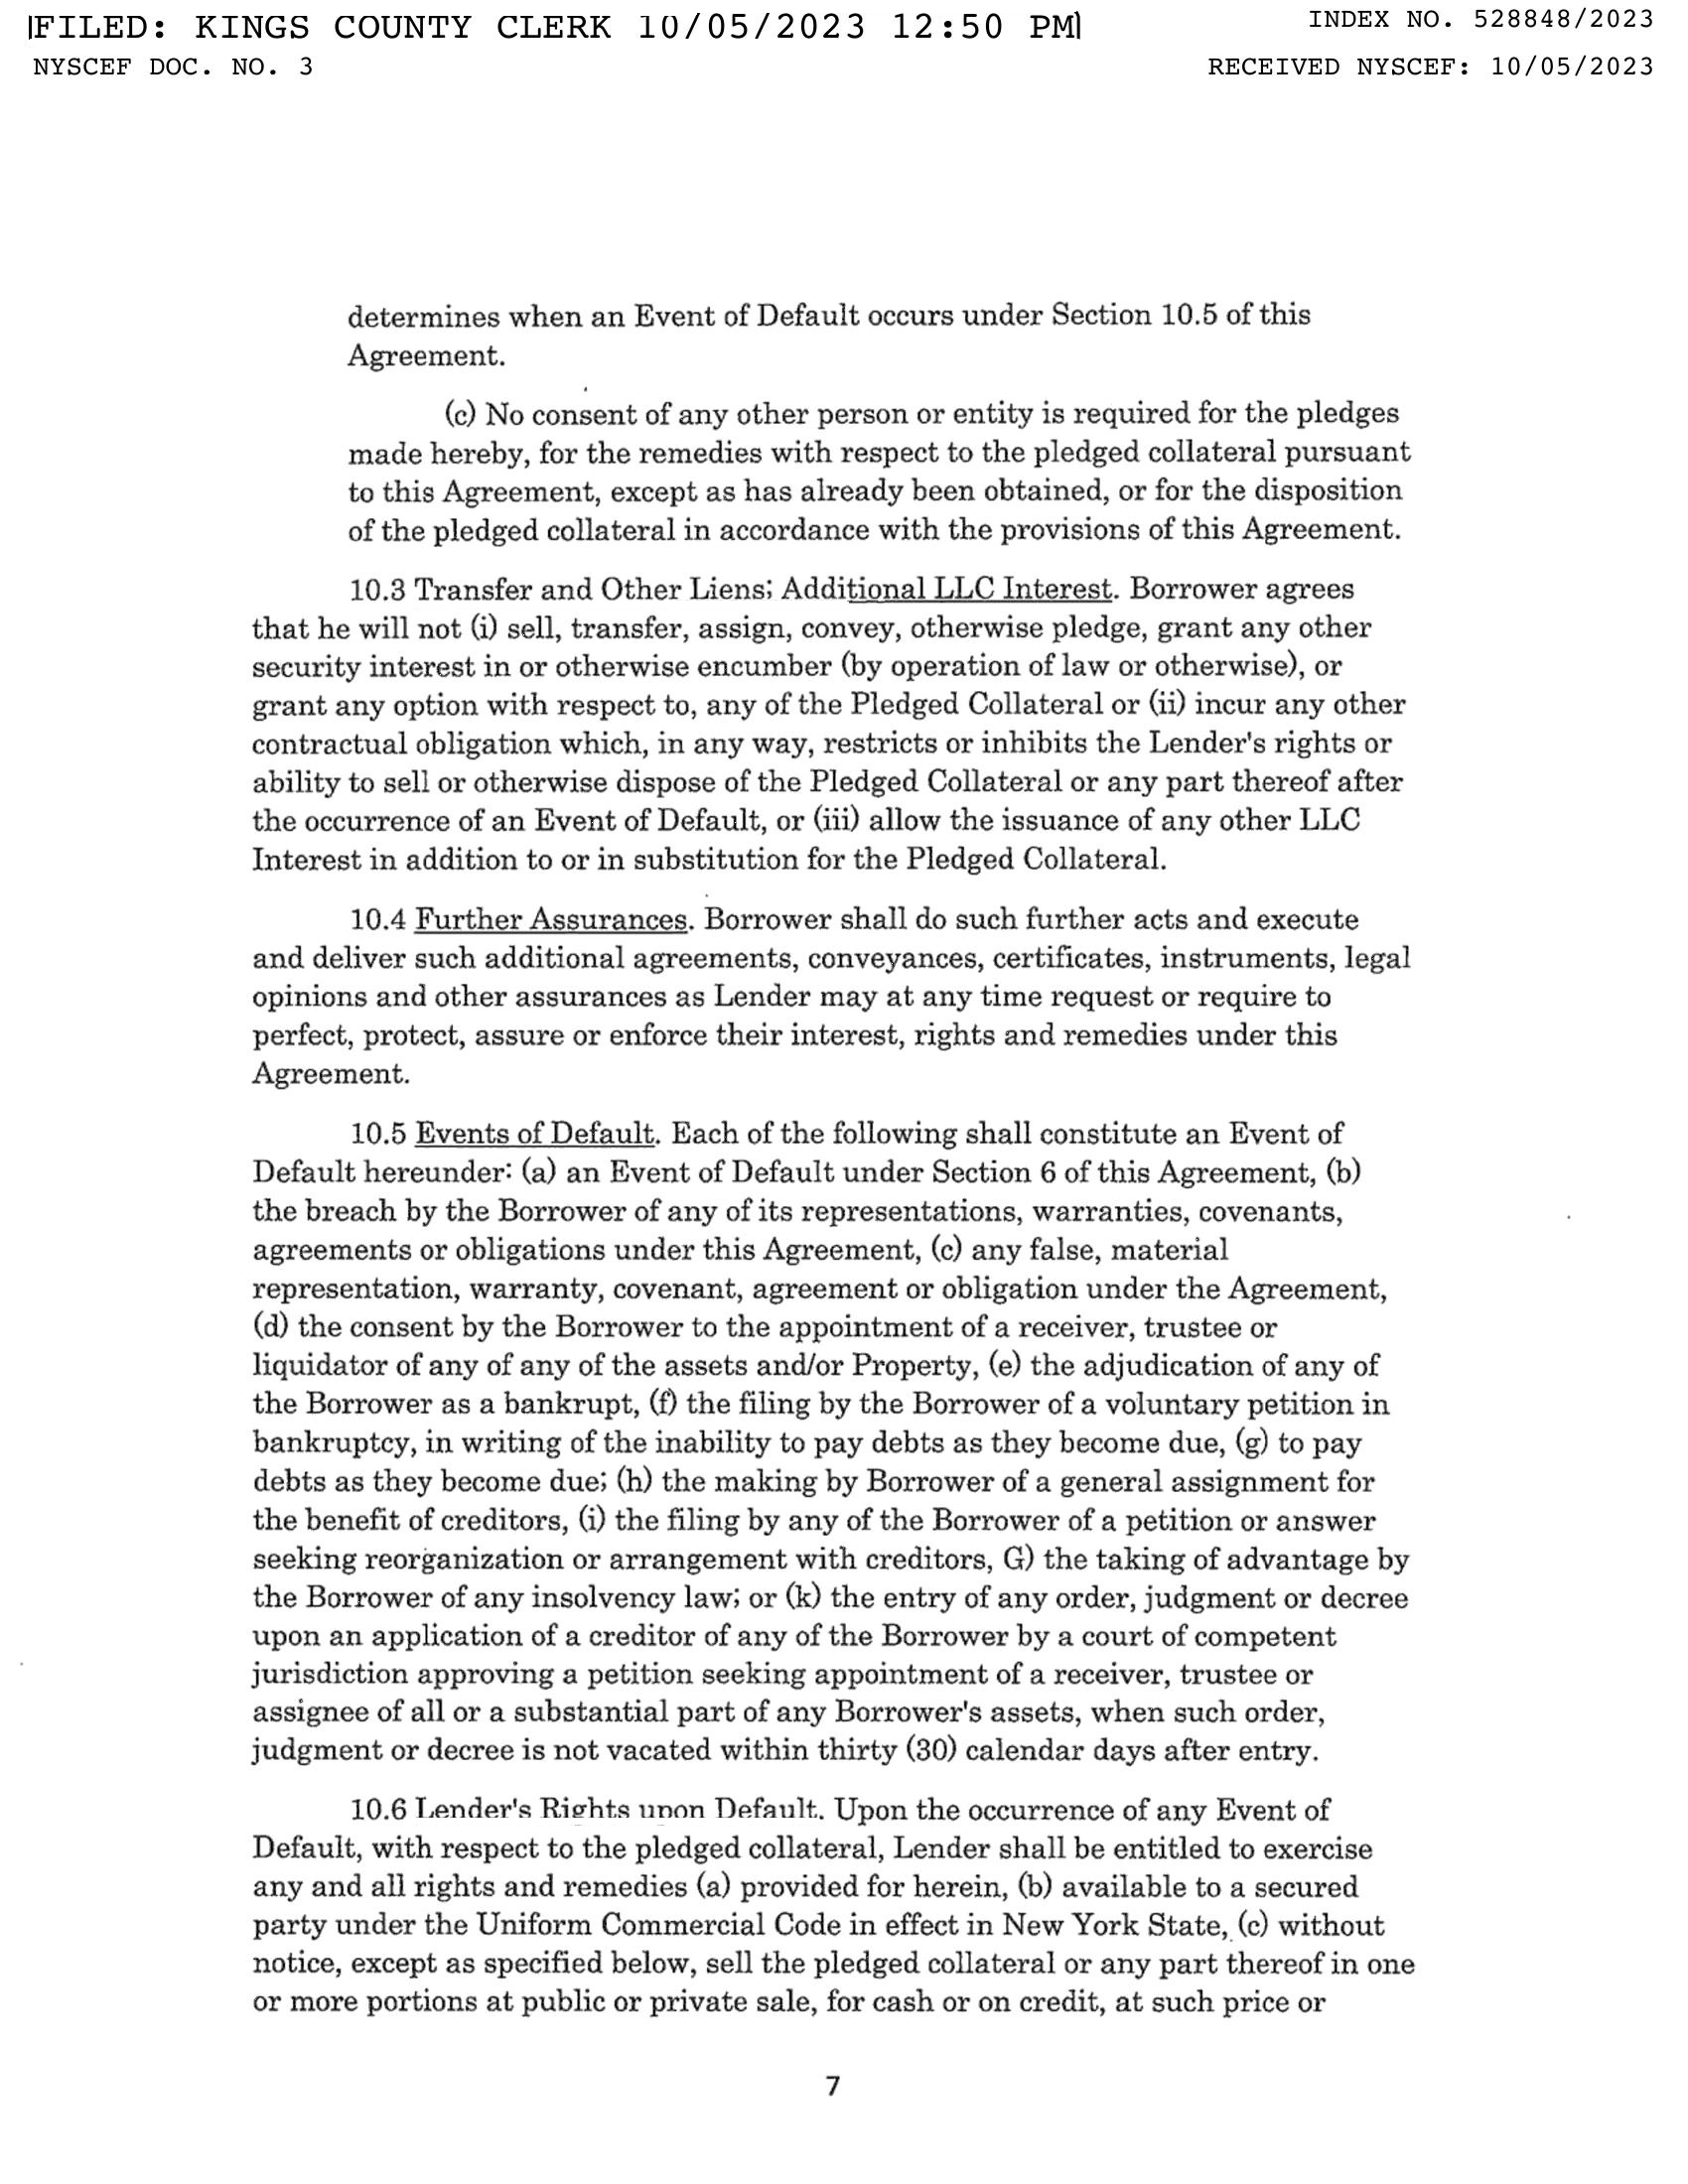 FILED: KINGS COUNTY CLERK 10/05/2023 12:50 PM
INDEX NO. 528848/2023
NYSCEF DOC. NO. 3
RECEIVED NYSCEF: 10/05/2023
determines when an Event of Default occurs under Section 10.5 of this
Agreement.
(c) No consent of any other person or entity is required for the pledges
made hereby, for the remedies with respect to the pledged collateral pursuant
to this Agreement, except as has already been obtained, or for the disposition
of the pledged collateral in accordance with the provisions of this Agreement.
10.3 Transfer and Other Liens; Additional LLC Interest. Borrower agrees
that he will not (i) sell, transfer, assign, convey, otherwise pledge, grant any other
security interest in or otherwise encumber (by operation of law or otherwise), or
grant any option with respect to, any of the Pledged Collateral or (ii) incur any other
contractual obligation which, in any way, restricts or inhibits the Lender's rights or
ability to sell or otherwise dispose of the Pledged Collateral or any part thereof after
the occurrence of an Event of Default, or (iii) allow the issuance of any other LLC
Interest in addition to or in substitution for the Pledged Collateral.
10.4 Further Assurances. Borrower shall do such further acts and execute
and deliver such additional agreements, conveyances, certificates, instruments, legal
opinions and other assurances as Lender may at any time request or require to
perfect, protect, assure or enforce their interest, rights and remedies under this
Agreement.
10.5 Events of Default. Each of the following shall constitute an Event of
Default hereunder: (a) an Event of Default under Section 6 of this Agreement, (b)
the breach by the Borrower of any of its representations, warranties, covenants,
agreements or obligations under this Agreement, (c) any false, material
representation, warranty, covenant, agreement or obligation under the Agreement,
(d) the consent by the Borrower to the appointment of a receiver, trustee or
liquidator of any of any of the assets and/or Property, (e) the adjudication of any of
the Borrower as a bankrupt, (f) the filing by the Borrower of a voluntary petition in
bankruptcy, in writing of the inability to pay debts as they become due, (g) to pay
debts as they become due; (h) the making by Borrower of a general assignment for
the benefit of creditors, (i) the filing by any of the Borrower of a petition or answer
seeking reorganization or arrangement with creditors, G) the taking of advantage by
the Borrower of any insolvency law; or (k) the entry of any order, judgment or decree
upon an application of a creditor of any of the Borrower by a court of competent
jurisdiction approving a petition seeking appointment of a receiver, trustee or
assignee of all or a substantial part of any Borrower's assets, when such order,
judgment or decree is not vacated within thirty (30) calendar days after entry.
10.6 Lender's Rights upon Default. Upon the occurrence of any Event of
Default, with respect to the pledged collateral, Lender shall be entitled to exercise
any and all rights and remedies (a) provided for herein, (b) available to a secured
party under the Uniform Commercial Code in effect in New York State, (c) without
notice, except as specified below, sell the pledged collateral or any part thereof in one
or more portions at public or private sale, for cash or on credit, at such price or
7